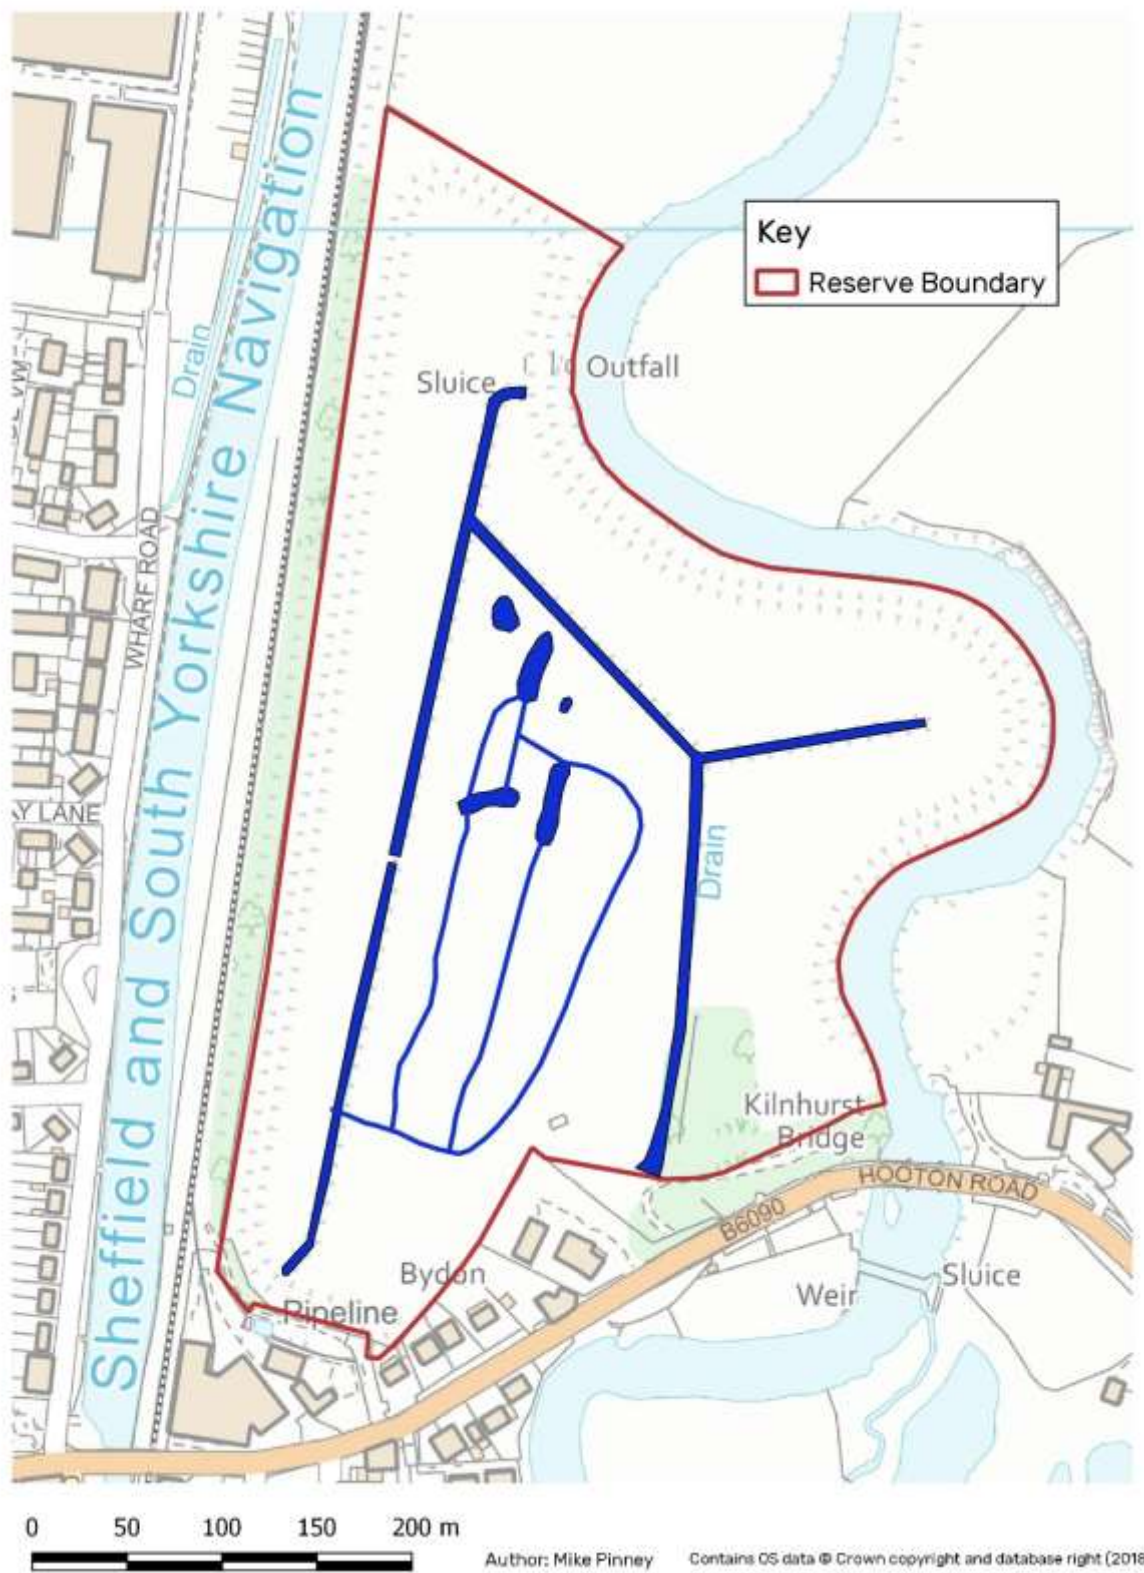 Sheffield and South Yorkshire Navigation
Key
Reserve Boundary
Drain
Sluice
Outfall
WHARF ROAD
Drain
Kilnhurst
Bridge
HOOTON ROAD
B6090
Bydon
Sluice
Weir
Pipeline
0 50 100 150 200 m
Author: Mike Pinney
Contains OS data © Crown copyright and database right (2018